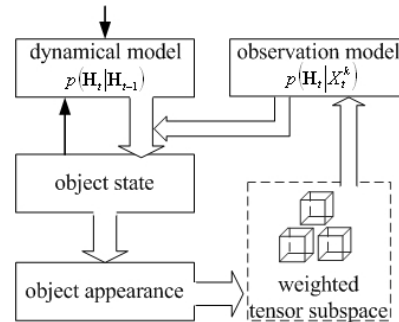 dynamical model
p(H_t|H_{t-1})
observation model
p(H_t|X_t^k)
object state
object appearance
weighted
tensor subspace